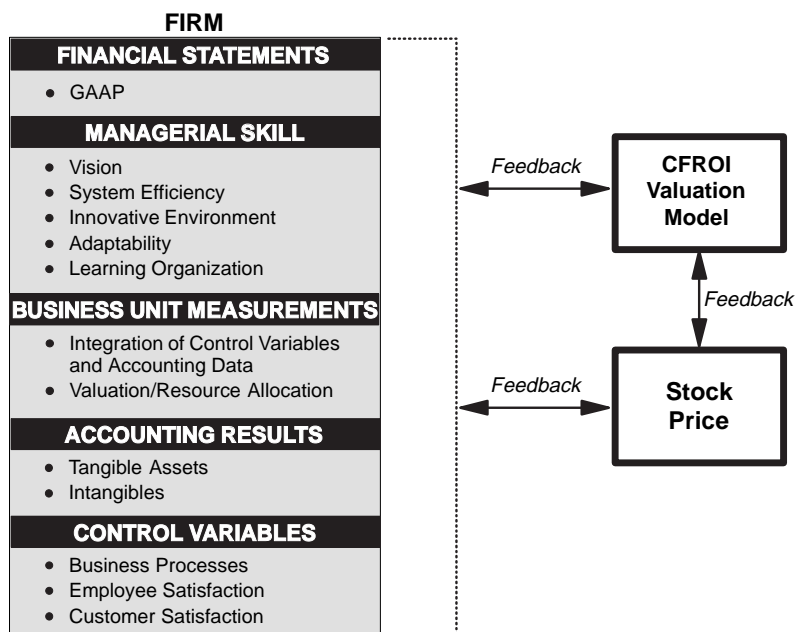 FIRM
FINANCIAL STATEMENTS
• GAAP
MANAGERIAL SKILL
• Vision
• System Efficiency
• Innovative Environment
• Adaptability
• Learning Organization
BUSINESS UNIT MEASUREMENTS
• Integration of Control Variables
and Accounting Data
• Valuation/Resource Allocation
ACCOUNTING RESULTS
• Tangible Assets
• Intangibles
CONTROL VARIABLES
• Business Processes
• Employee Satisfaction
• Customer Satisfaction
Feedback
CFROI
Valuation
Model
Feedback
Feedback
Stock
Price